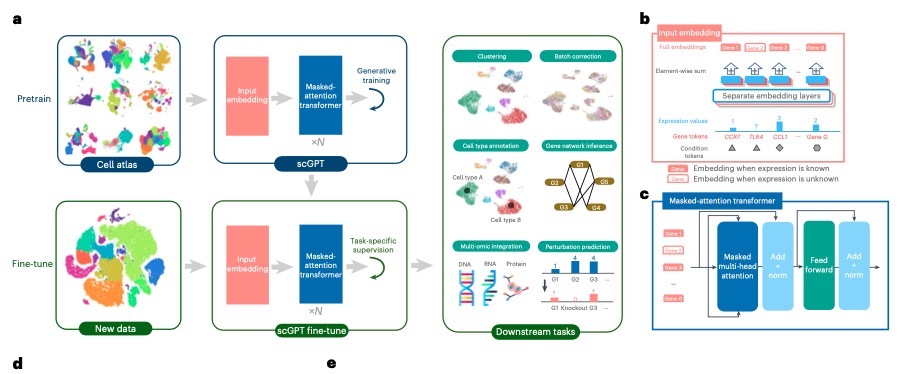 a
Pretrain
Cell atlas
Input
embedding
Masked-
attention
transformer
×N
Generative
training
scGPT
Fine-tune
New data
Input
embedding
Masked-
attention
transformer
×N
Task-specific
supervision
scGPT fine-tune
Clustering
Batch correction
Cell type annotation
Cell type A
Cell type B
Gene network inference
G1
G2
G5
G3
G4
Multi-omic integration
DNA
RNA
Protein
Perturbation prediction
1
4
4
G1
G2
G3
...
?
0
?
G1
Knockout
G3
...
Downstream tasks
b
Input embedding
Full embeddings
Gene 1
Gene 2
Gene 3
...
Gene G
Element-wise sum
...
Separate embedding layers
Expression values
1
?
3
2
Gene tokens
CCR7
TLR4
CCL1
...
Gene G
Condition
tokens
Gene
Embedding when expression is known
Gene
Embedding when expression is unknown
c
Masked-attention transformer
Gene 1
Gene 2
Gene 3
...
Gene G
Masked
multi-head
attention
Add
+
norm
Feed
forward
Add
+
norm
d
e